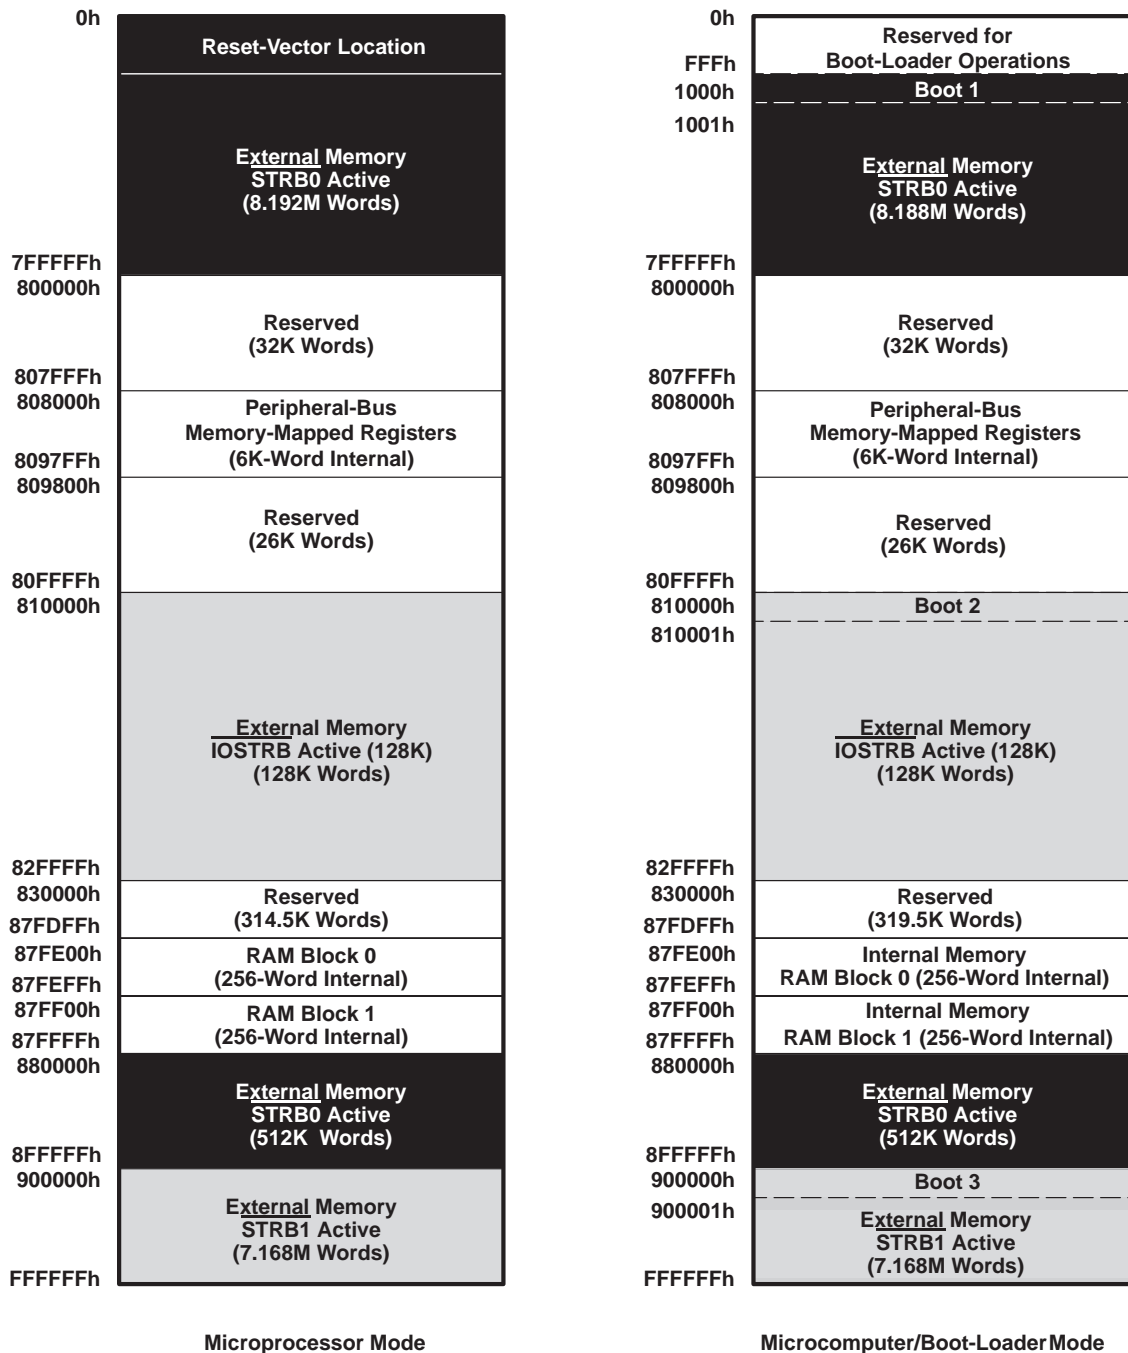 0h
Reset-Vector Location
External Memory
STRB0 Active
(8.192M Words)
7FFFFFh
800000h
Reserved
(32K Words)
807FFFh
808000h
Peripheral-Bus
Memory-Mapped Registers
(6K-Word Internal)
8097FFh
809800h
Reserved
(26K Words)
80FFFFh
810000h
External Memory
IOSTRB Active (128K)
(128K Words)
82FFFFh
830000h
Reserved
(314.5K Words)
87FDFFh
87FE00h
RAM Block 0
(256-Word Internal)
87FEFFh
87FF00h
RAM Block 1
(256-Word Internal)
87FFFFh
880000h
External Memory
STRB0 Active
(512K Words)
8FFFFFh
900000h
External Memory
STRB1 Active
(7.168M Words)
FFFFFFh
Microprocessor Mode
0h
Reserved for
Boot-Loader Operations
FFFh
1000h
Boot 1
1001h
External Memory
STRB0 Active
(8.188M Words)
7FFFFFh
800000h
Reserved
(32K Words)
807FFFh
808000h
Peripheral-Bus
Memory-Mapped Registers
(6K-Word Internal)
8097FFh
809800h
Reserved
(26K Words)
80FFFFh
810000h
Boot 2
810001h
External Memory
IOSTRB Active (128K)
(128K Words)
82FFFFh
830000h
Reserved
(319.5K Words)
87FDFFh
87FE00h
Internal Memory
RAM Block 0 (256-Word Internal)
87FEFFh
87FF00h
Internal Memory
RAM Block 1 (256-Word Internal)
87FFFFh
880000h
External Memory
STRB0 Active
(512K Words)
8FFFFFh
900000h
Boot 3
900001h
External Memory
STRB1 Active
(7.168M Words)
FFFFFFh
Microcomputer/Boot-Loader Mode